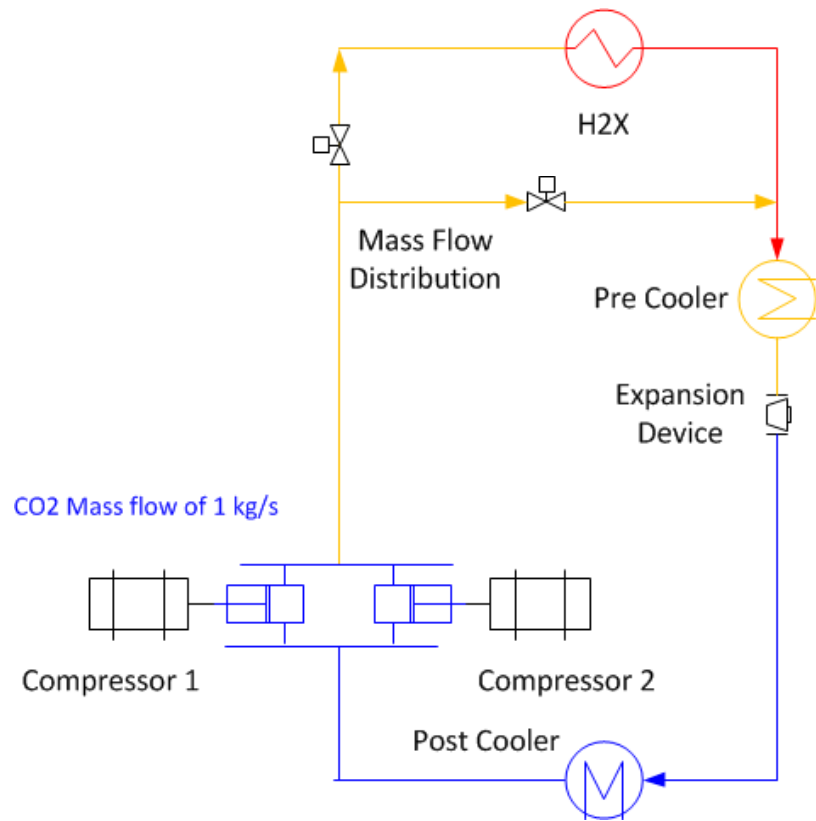 H2X
Mass Flow
Distribution
Pre Cooler
Expansion
Device
CO2 Mass flow of 1 kg/s
Compressor 1
Compressor 2
Post Cooler